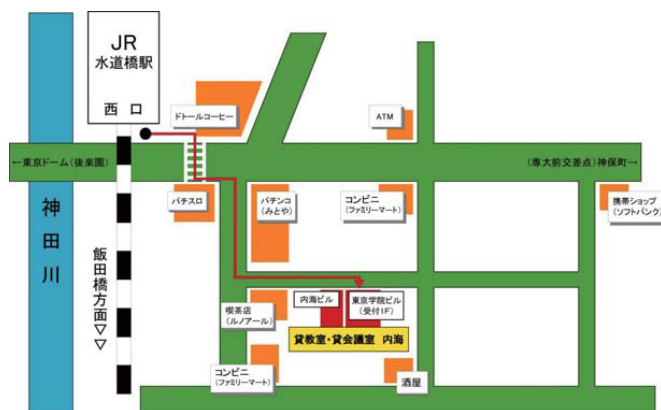 JR
水道橋駅
西 口
ドトールコーヒー
ATM
←東京ドーム(後楽園)
(専大前交差点)神保町→
神田川
飯田橋方面▽▽
パチスロ
パチンコ
(みとや)
コンビニ
(ファミリーマート)
携帯ショップ
(ソフトバンク)
喫茶店
(ルノアール)
内海ビル
東京学院ビル
(受付1F)
貸教室・貸会議室 内海
コンビニ
(ファミリーマート)
酒屋